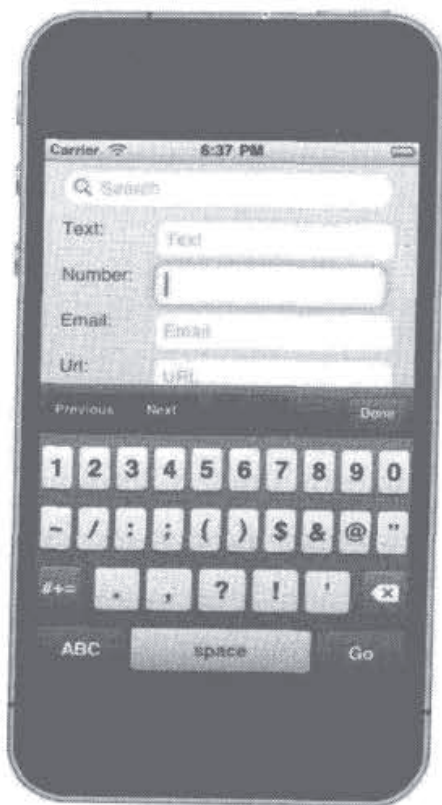 Carrier 6:37 PM
Search
Text: Text
Number:
Email: Email
Url: URL
Previous Next Done
1 2 3 4 5 6 7 8 9 0
- / : ; ( ) $ & @ "
#+= . , ? ! '
ABC space Go